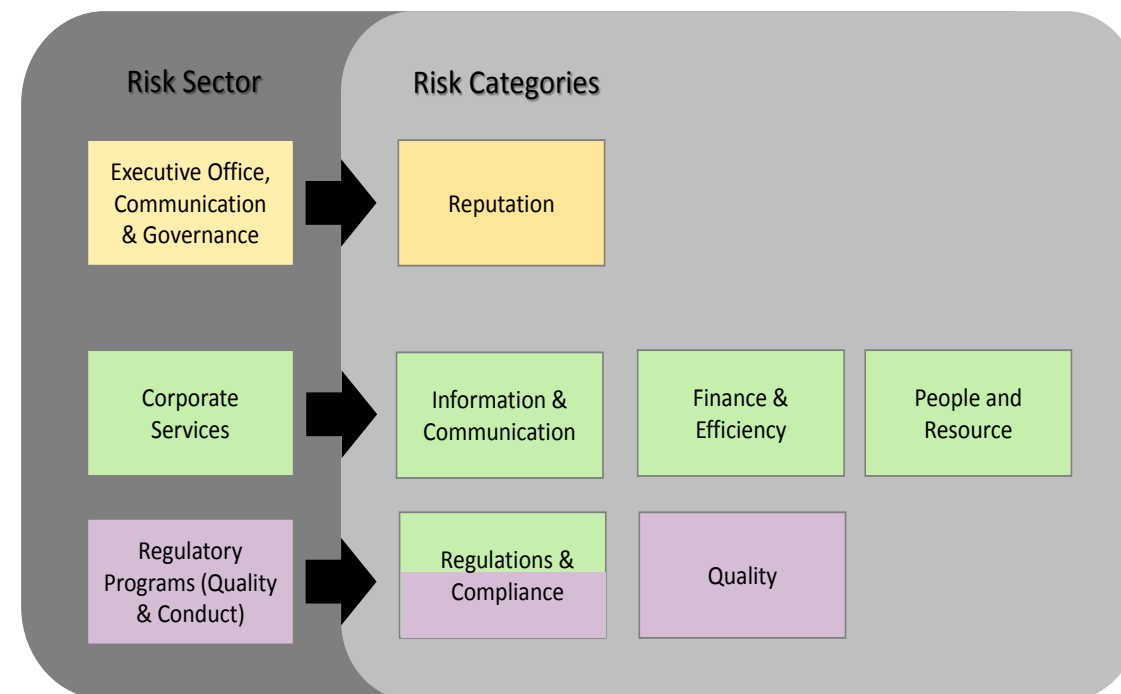 Risk Sector
Risk Categories
Executive Office,
Communication
& Governance
Reputation
Corporate
Services
Information &
Communication
Finance &
Efficiency
People and
Resource
Regulatory
Programs (Quality
& Conduct)
Regulations &
Compliance
Quality